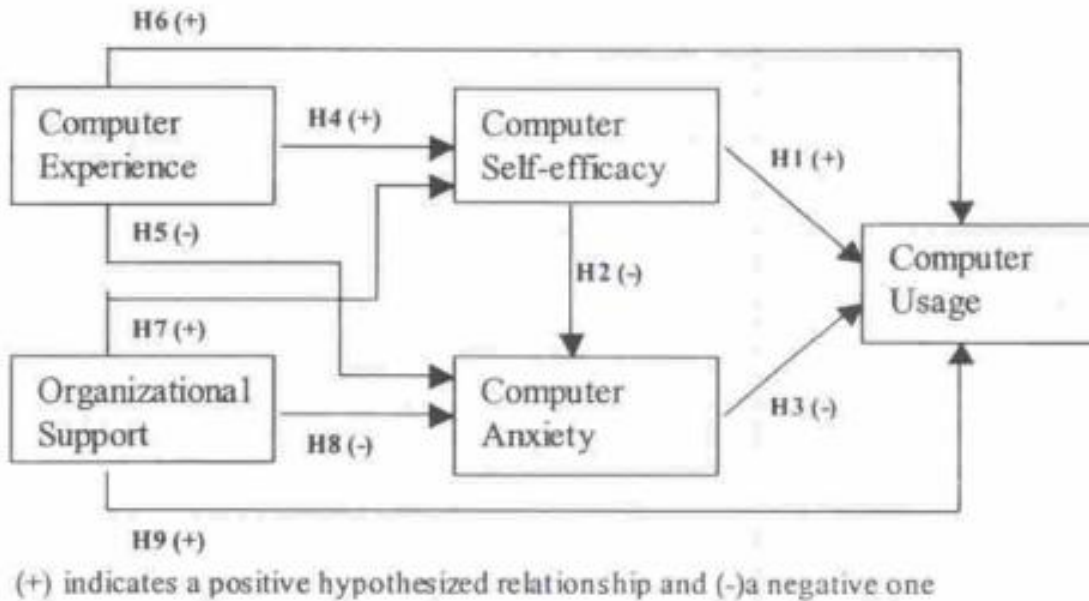 H6 (+)
Computer
Experience
H4 (+)
Computer
Self-efficacy
H1 (+)
H5 (-)
H2 (-)
Computer
Usage
H7 (+)
Organizational
Support
H8 (-)
Computer
Anxiety
H3 (-)
H9 (+)
(+) indicates a positive hypothesized relationship and (-)a negative one